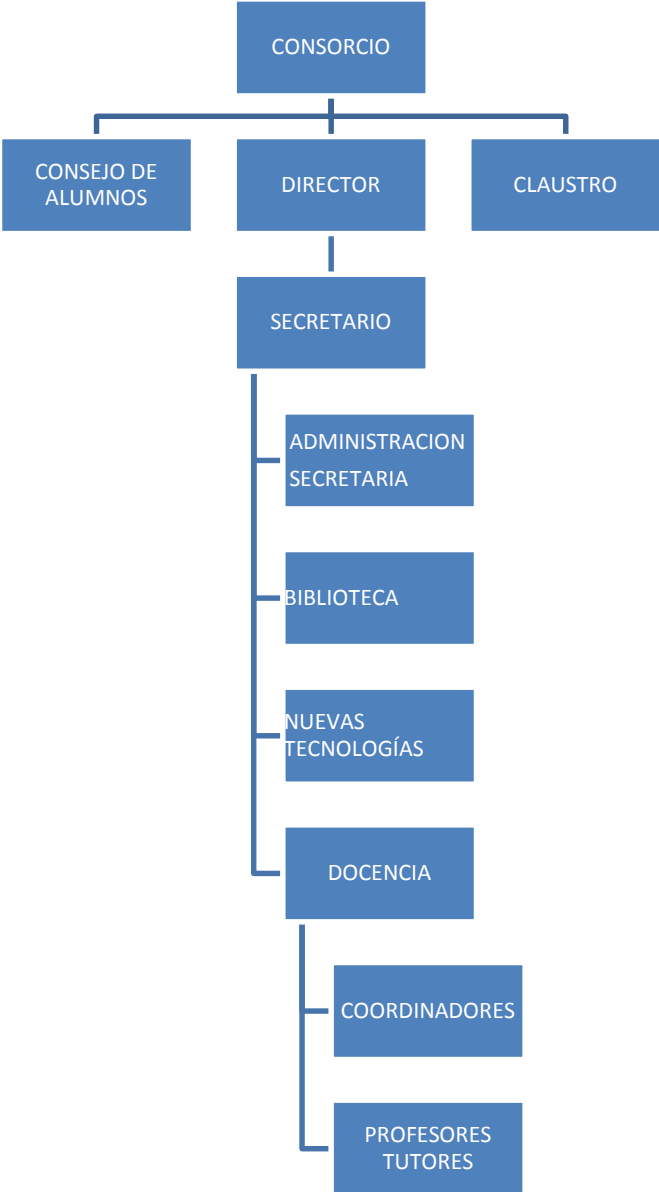 CONSORCIO
CONSEJO DE
ALUMNOS
DIRECTOR
CLAUSTRO
SECRETARIO
ADMINISTRACION
SECRETARIA
BIBLIOTECA
NUEVAS
TECNOLOGÍAS
DOCENCIA
COORDINADORES
PROFESORES
TUTORES